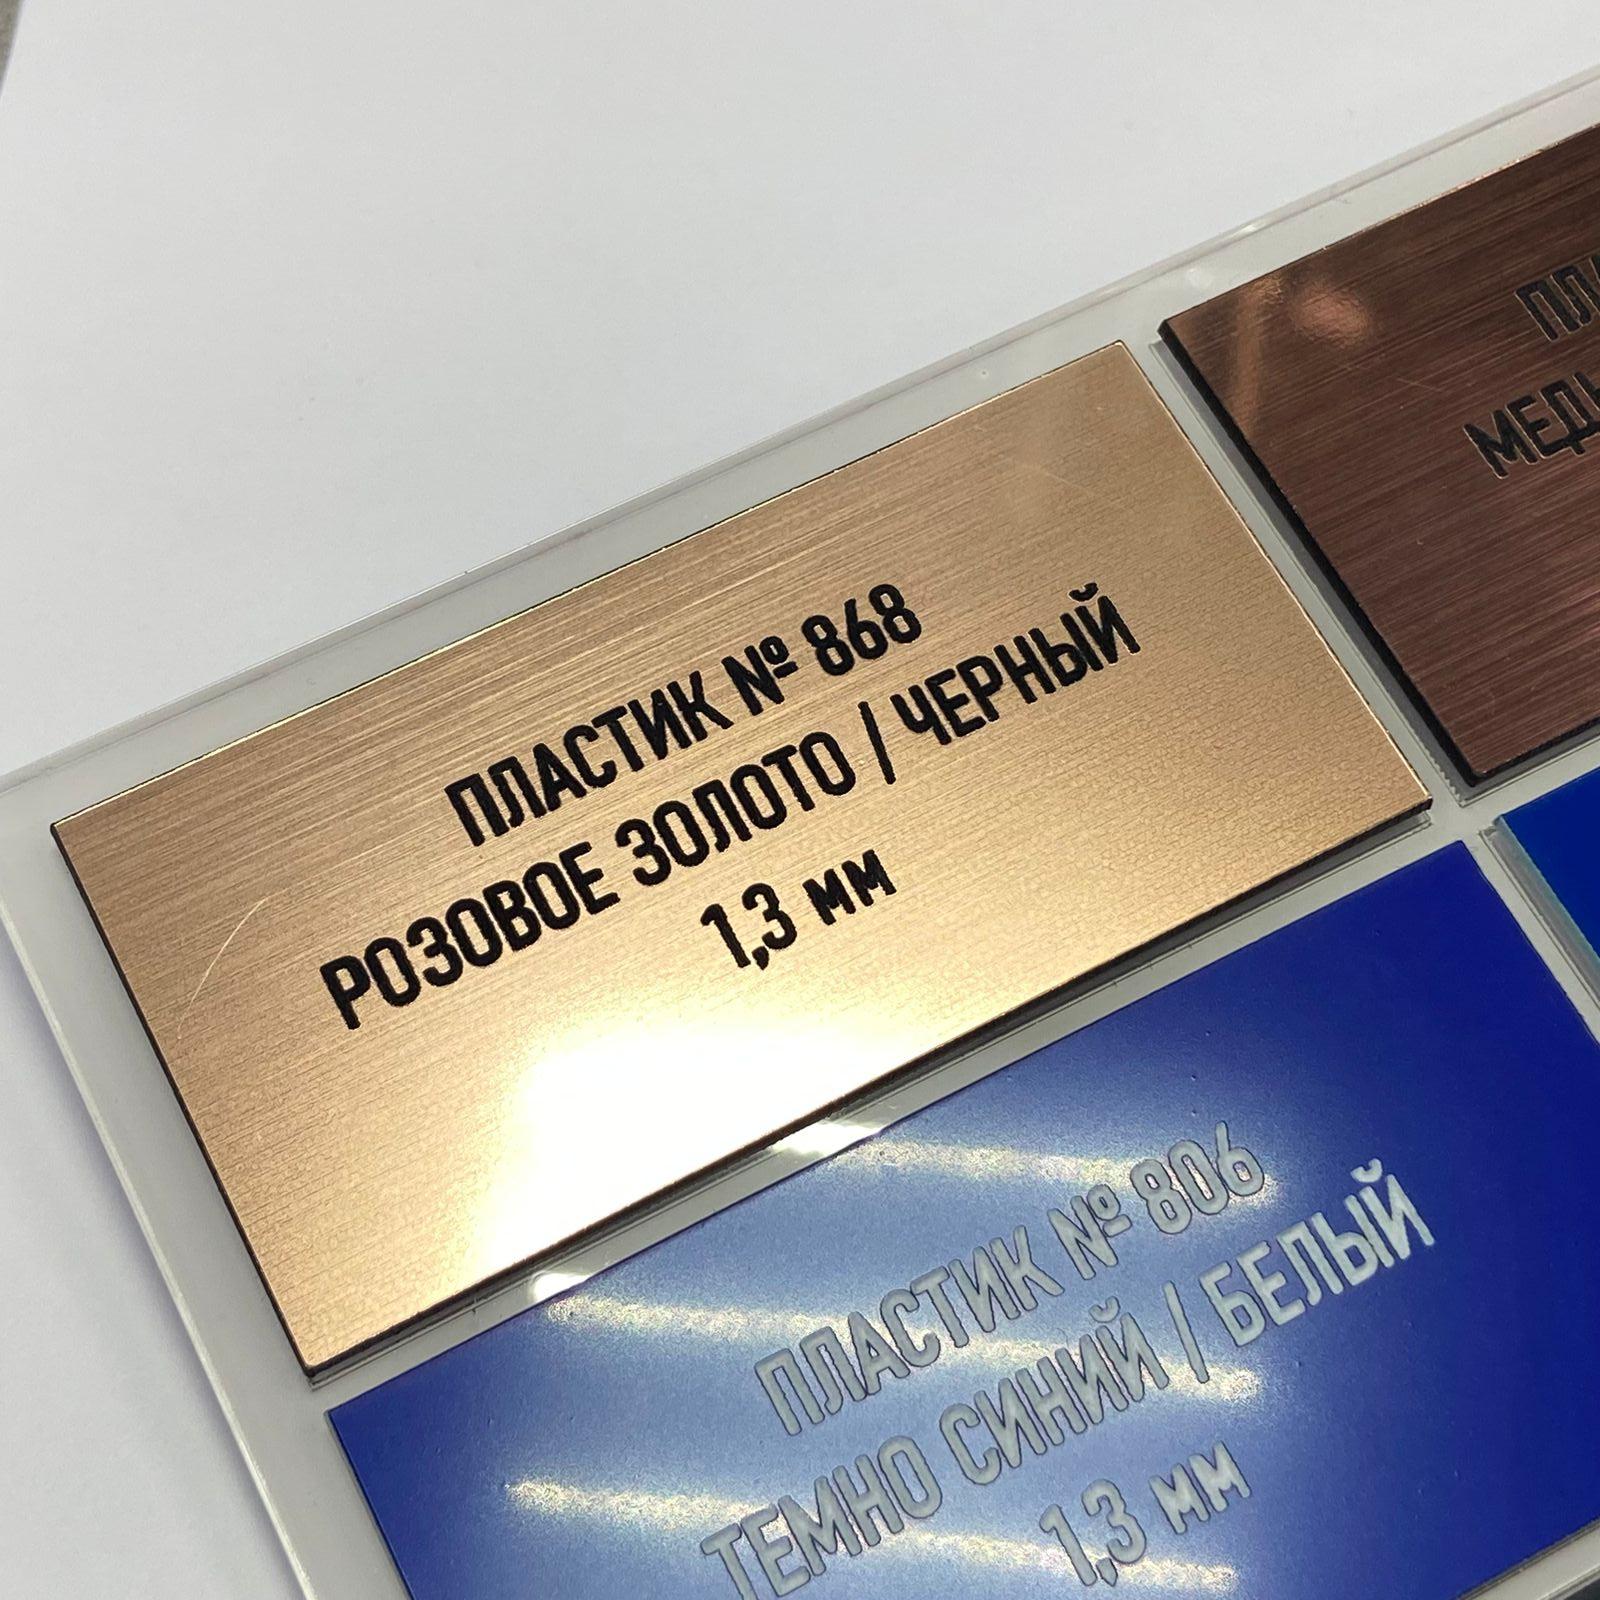 ПЛАСТИК № 868
РОЗОВОЕ ЗОЛОТО / ЧЕРНЫЙ
1,3 мм
ПЛАСТИК № 806
ТЕМНО СИНИЙ / БЕЛЫЙ
1,3 мм